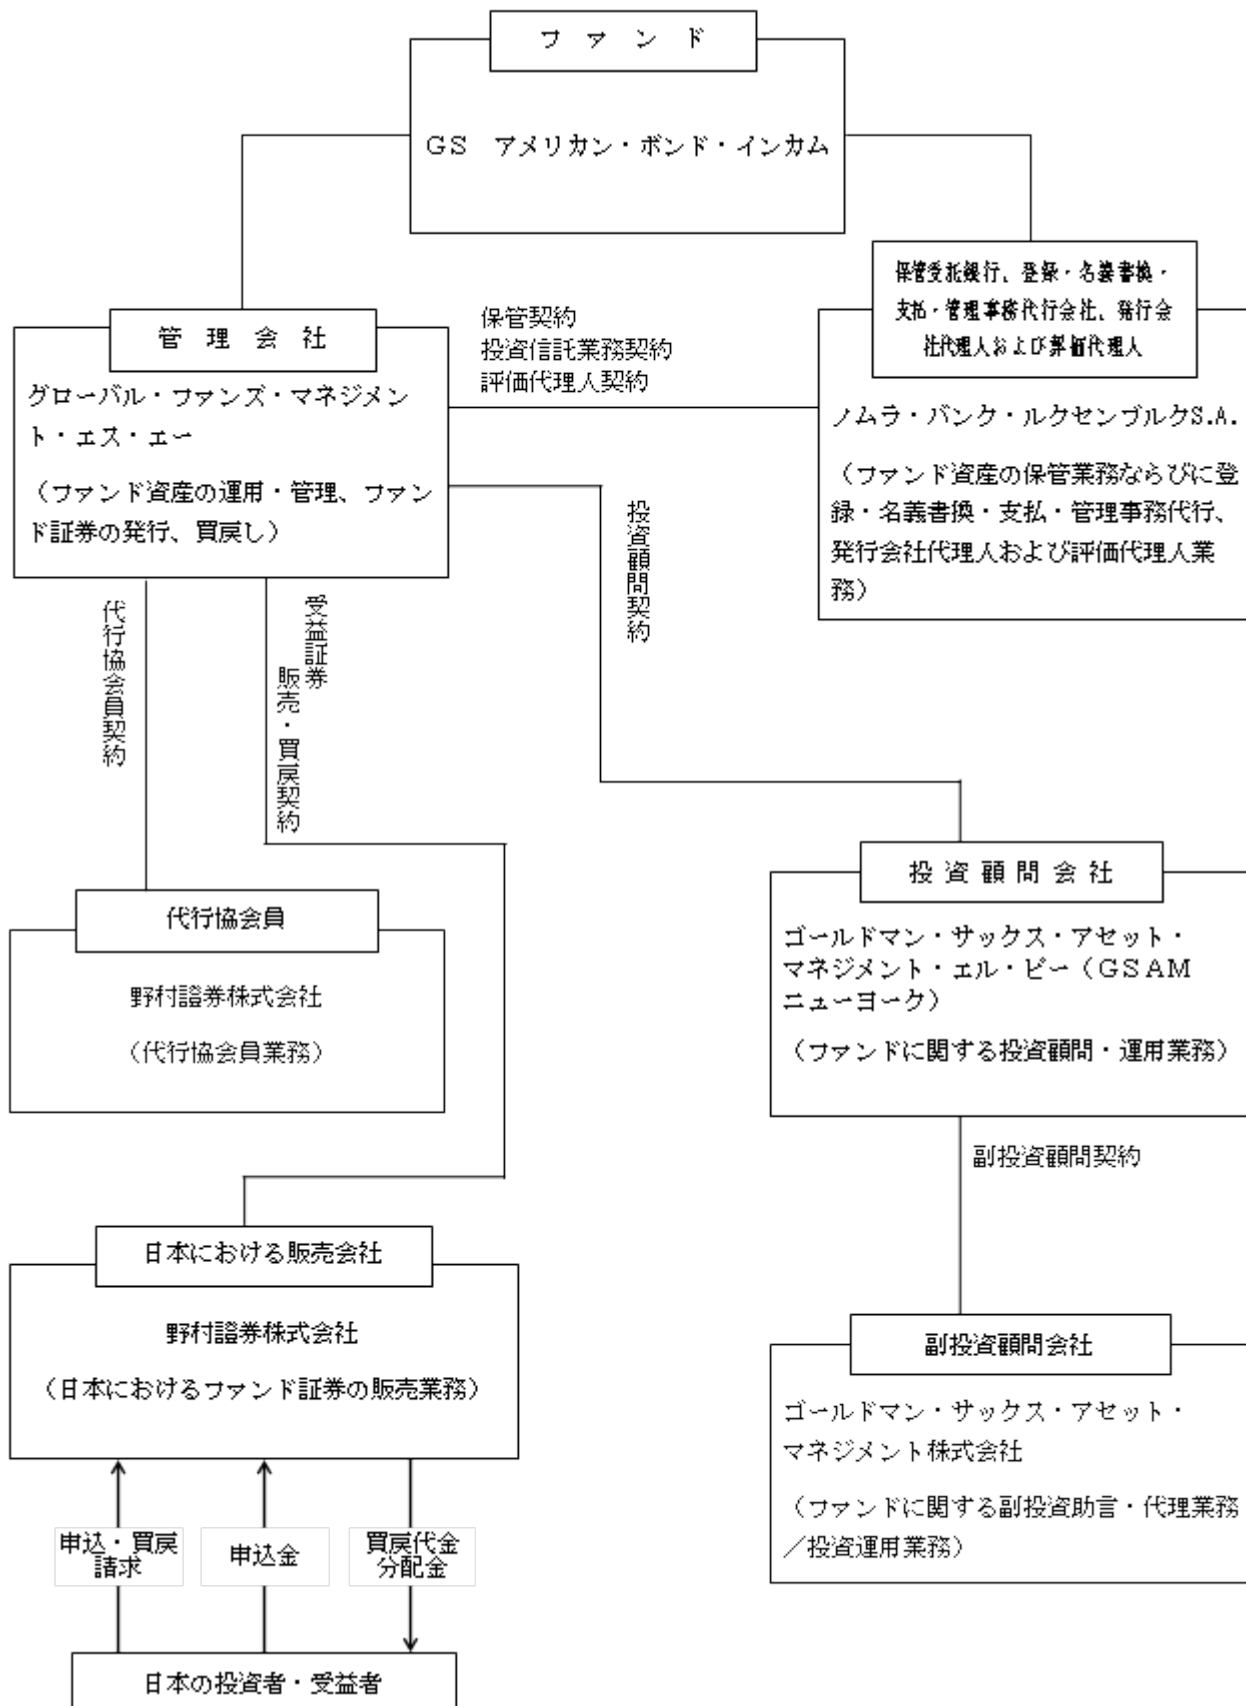 ファンド
GS　アメリカン・ボンド・インカム
保管受託銀行、登録・名義書換・
支払・管理事務代行会社、発行会
社代理人および評価代理人
管理会社
保管契約
投資信託業務契約
評価代理人契約
グローバル・ファンズ・マネジメン
ト・エス・エー
（ファンド資産の運用・管理、ファン
ド証券の発行、買戻し）
ノムラ・バンク・ルクセンブルクS.A.
（ファンド資産の保管業務ならびに登
録・名義書換・支払・管理事務代行、
発行会社代理人および評価代理人業
務）
投資顧問契約
代行協会員契約
受益証券
販売・買戻契約
投資顧問会社
ゴールドマン・サックス・アセット・
マネジメント・エル・ピー（GSAM
ニューヨーク）
（ファンドに関する投資顧問・運用業務）
代行協会員
野村證券株式会社
（代行協会員業務）
副投資顧問契約
日本における販売会社
野村證券株式会社
（日本におけるファンド証券の販売業務）
副投資顧問会社
ゴールドマン・サックス・アセット・
マネジメント株式会社
（ファンドに関する副投資助言・代理業務
／投資運用業務）
申込・買戻
請求
申込金
買戻代金
分配金
日本の投資者・受益者